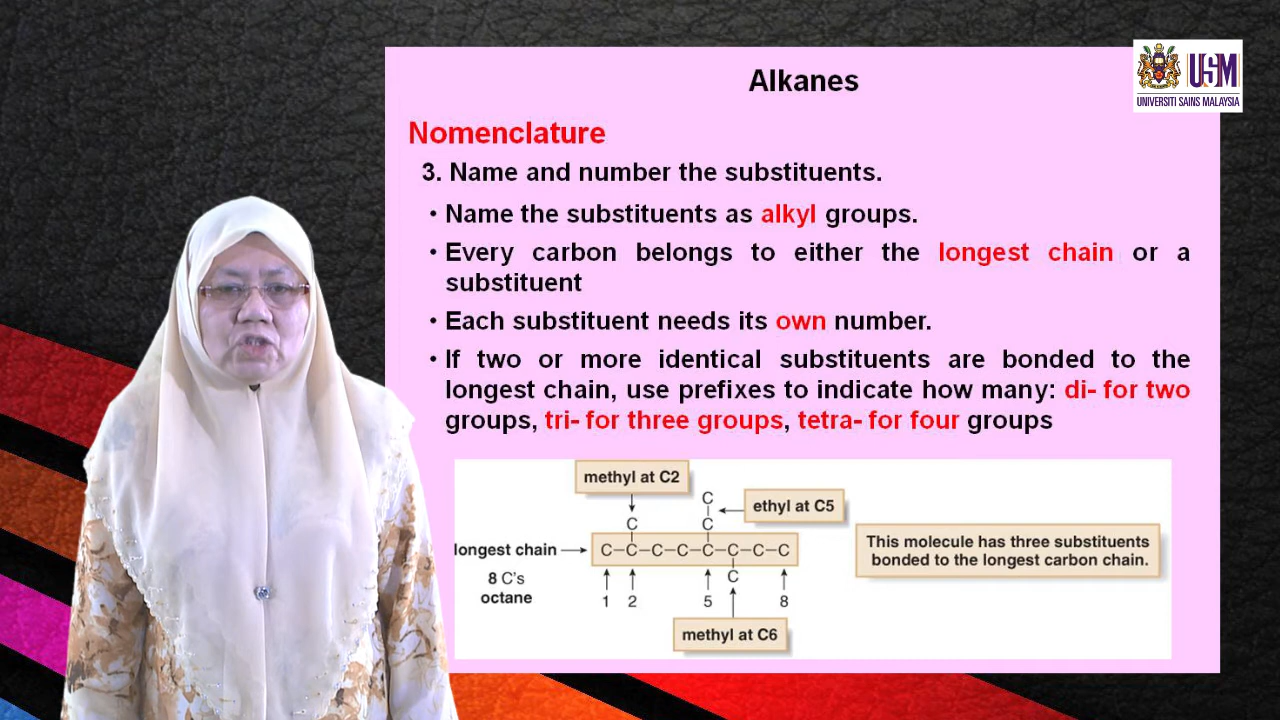 Alkanes
USM
UNIVERSITI SAINS MALAYSIA
Nomenclature
3. Name and number the substituents.
• Name the substituents as alkyl groups.
• Every carbon belongs to either the longest chain or a
substituent
• Each substituent needs its own number.
• If two or more identical substituents are bonded to the
longest chain, use prefixes to indicate how many: di- for two
groups, tri- for three groups, tetra- for four groups
methyl at C2
C
ethyl at C5
C C
longest chain
C–C–C–C–C–C–C–C
This molecule has three substituents
bonded to the longest carbon chain.
8 C's
octane
C
1 2 5 8
methyl at C6